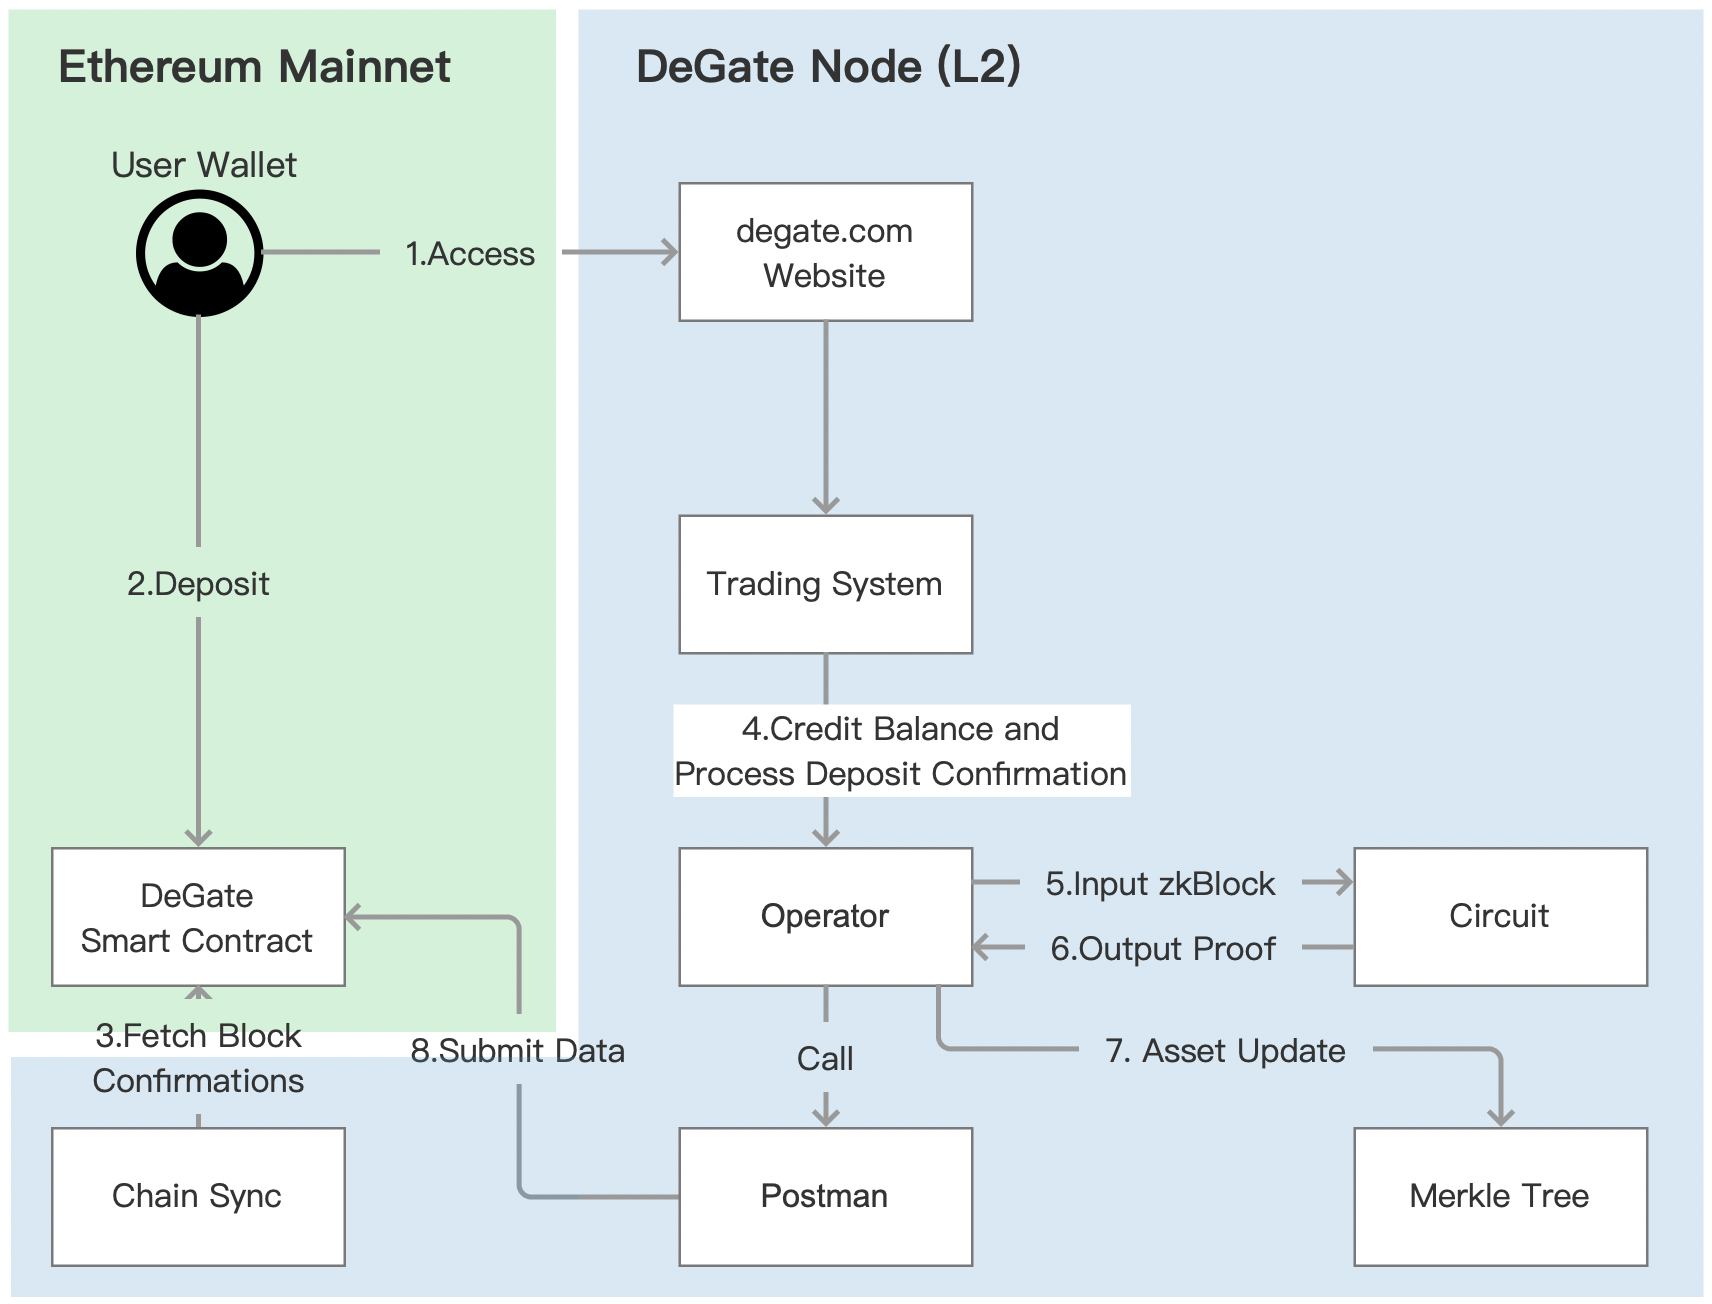 Ethereum Mainnet
DeGate Node (L2)
User Wallet
1.Access
degate.com
Website
2.Deposit
Trading System
4.Credit Balance and
Process Deposit Confirmation
DeGate
Smart Contract
Operator
5.Input zkBlock
6.Output Proof
Circuit
3.Fetch Block
Confirmations
8.Submit Data
Call
7. Asset Update
Chain Sync
Postman
Merkle Tree